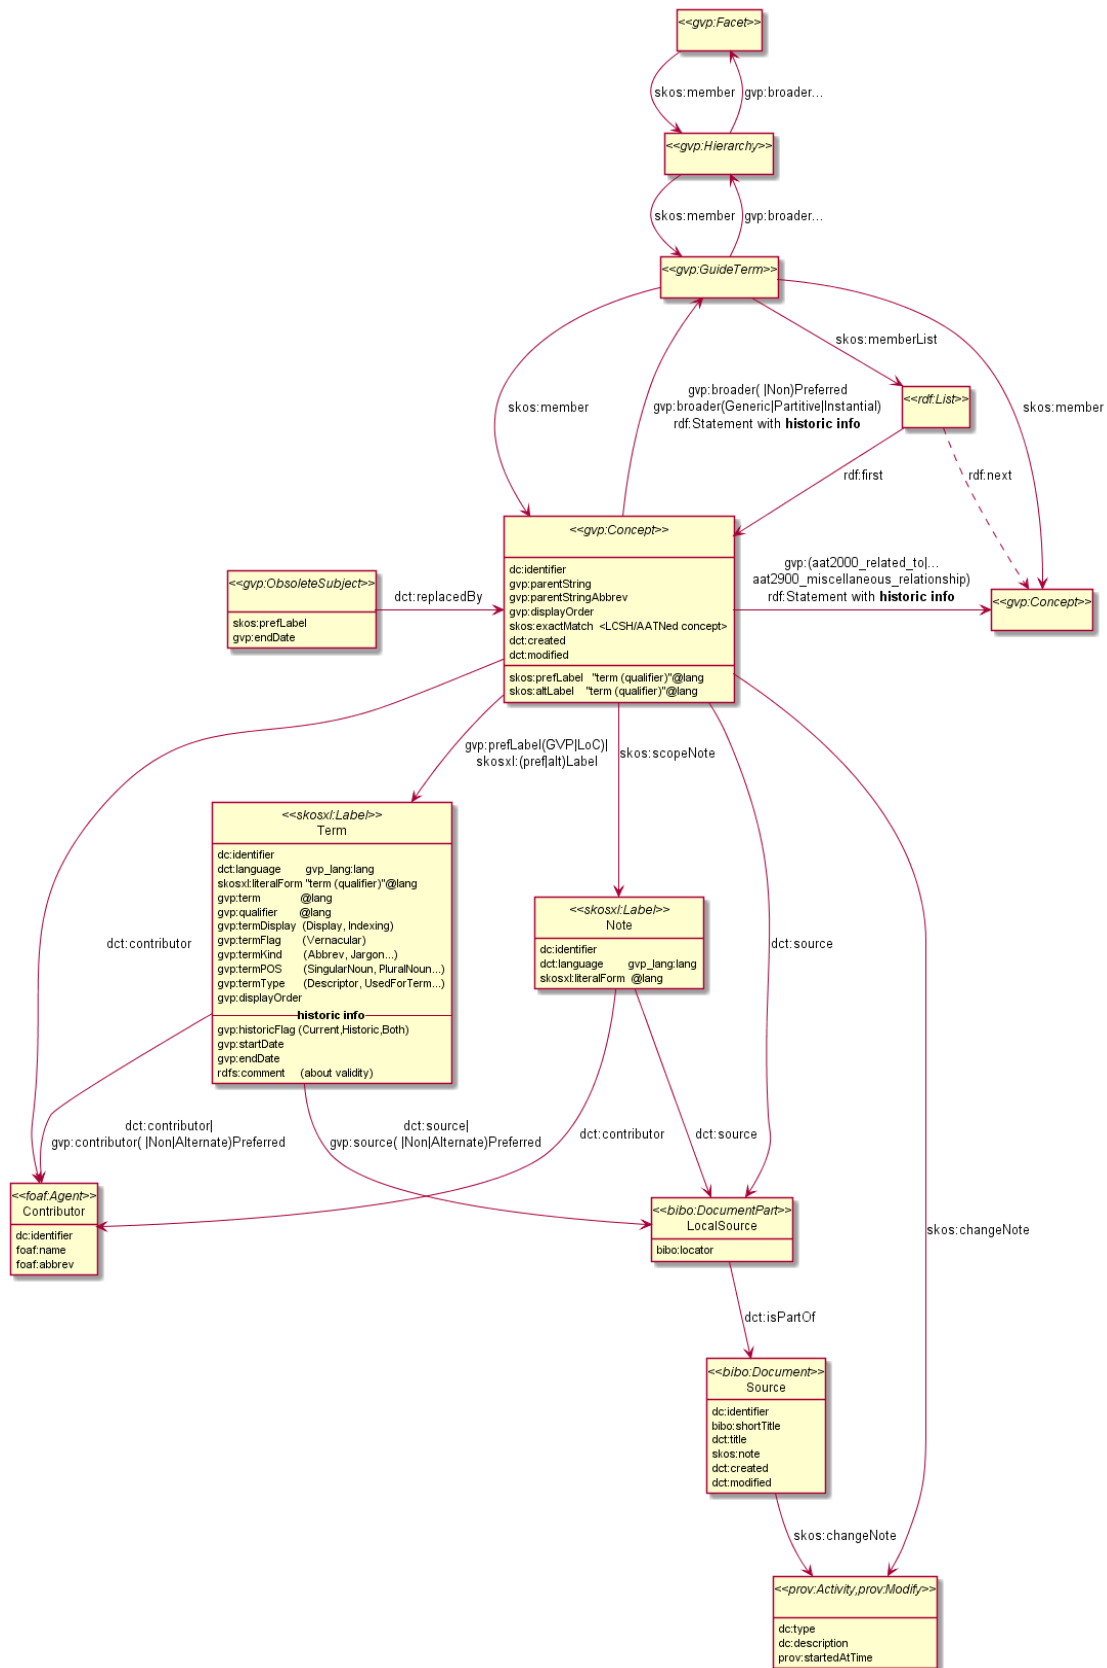 <<gvp:Facet>>
skos:member
gvp:broader...
<<gvp:Hierarchy>>
skos:member
gvp:broader...
<<gvp:GuideTerm>>
skos:memberList
gvp:broader( |Non)Preferred
gvp:broader(Generic|Partitive|Instantial)
rdf:Statement with historic info
<<rdf:List>>
skos:member
skos:member
rdf:first
rdf:next
<<gvp:Concept>>
dc:identifier
gvp:parentString
gvp:parentStringAbbrev
gvp:displayOrder
skos:exactMatch <LCSH/AATNed concept>
dct:created
dct:modified
skos:prefLabel "term (qualifier)"@lang
skos:altLabel "term (qualifier)"@lang
<<gvp:ObsoleteSubject>>
skos:prefLabel
gvp:endDate
dct:replacedBy
gvp:(aat2000_related_to|...
aat2900_miscellaneous_relationship)
rdf:Statement with historic info
<<gvp:Concept>>
gvp:prefLabel(GVP|LoC)|
skosxl:(pref|alt)Label
skos:scopeNote
<<skosxl:Label>>
Term
dc:identifier
dct:language gvp_lang:lang
skosxl:literalForm "term (qualifier)"@lang
gvp:term @lang
gvp:qualifier @lang
gvp:termDisplay (Display, Indexing)
gvp:termFlag (Vernacular)
gvp:termKind (Abbrev, Jargon...)
gvp:termPOS (SingularNoun, PluralNoun...)
gvp:termType (Descriptor, UsedForTerm...)
gvp:displayOrder
historic info
gvp:historicFlag (Current,Historic,Both)
gvp:startDate
gvp:endDate
rdfs:comment (about validity)
<<skosxl:Label>>
Note
dc:identifier
dct:language gvp_lang:lang
skosxl:literalForm @lang
dct:contributor
dct:source
dct:contributor|
gvp:contributor( |Non|Alternate)Preferred
dct:source|
gvp:source( |Non|Alternate)Preferred
dct:contributor
dct:source
<<foaf:Agent>>
Contributor
dc:identifier
foaf:name
foaf:abbrev
<<bibo:DocumentPart>>
LocalSource
bibo:locator
skos:changeNote
dct:isPartOf
<<bibo:Document>>
Source
dc:identifier
bibo:shortTitle
dct:title
skos:note
dct:created
dct:modified
skos:changeNote
<<prov:Activity,prov:Modify>>
dc:type
dc:description
prov:startedAtTime